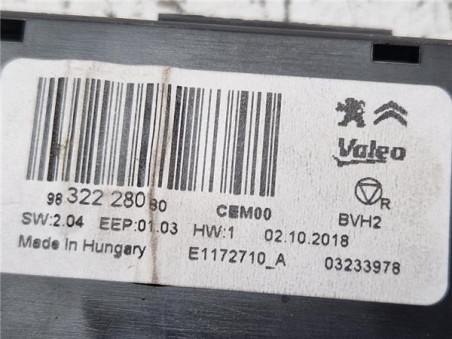 Valeo
98 322 280 80
CEM00
R
BVH2
SW:2.04 EEP:01.03 HW:1 02.10.2018
Made In Hungary E1172710_A 03233978